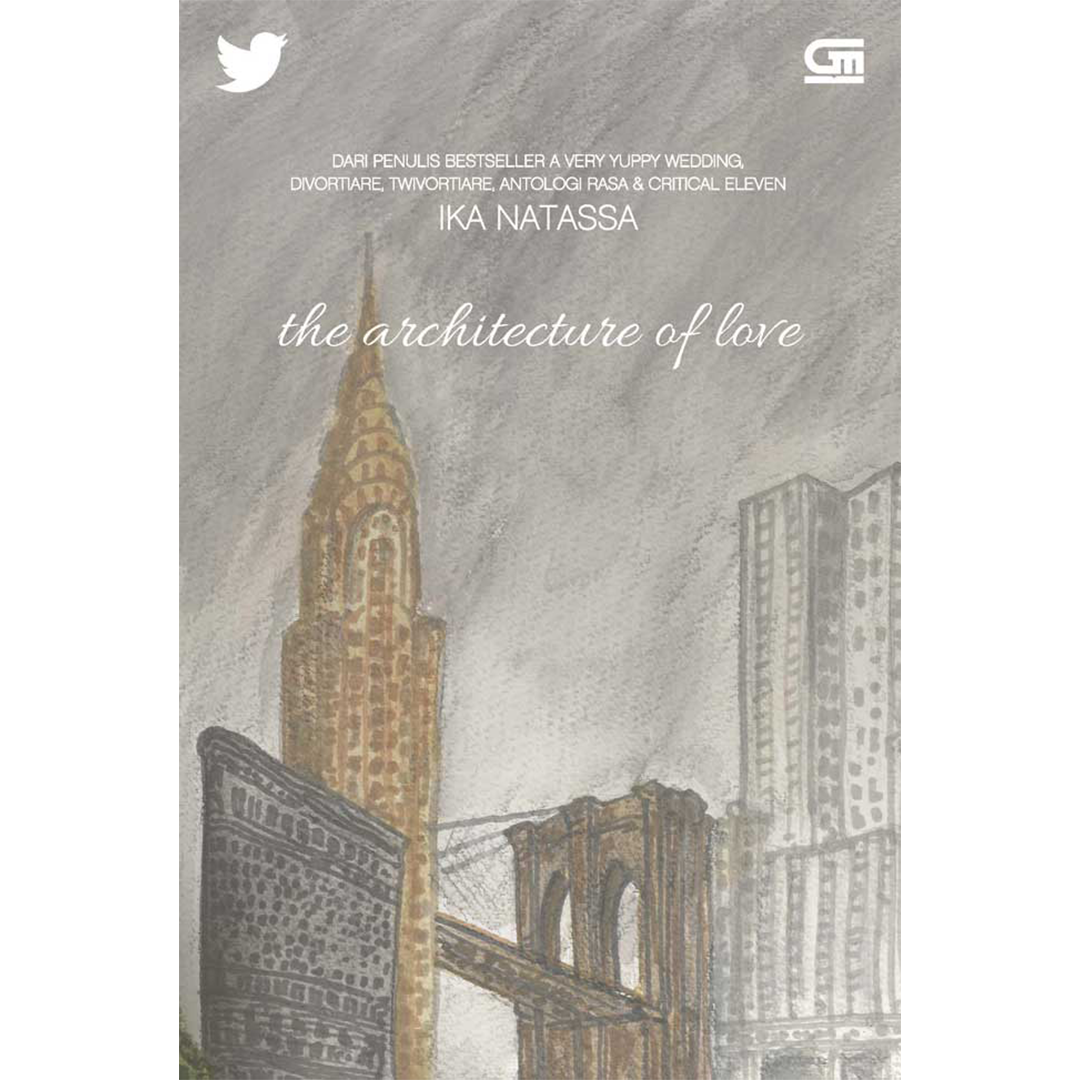 DARI PENULIS BESTSELLER A VERY YUPPY WEDDING,
DIVORTIARE, TWIVORTIARE, ANTOLOGI RASA & CRITICAL ELEVEN
IKA NATASSA
the architecture of love